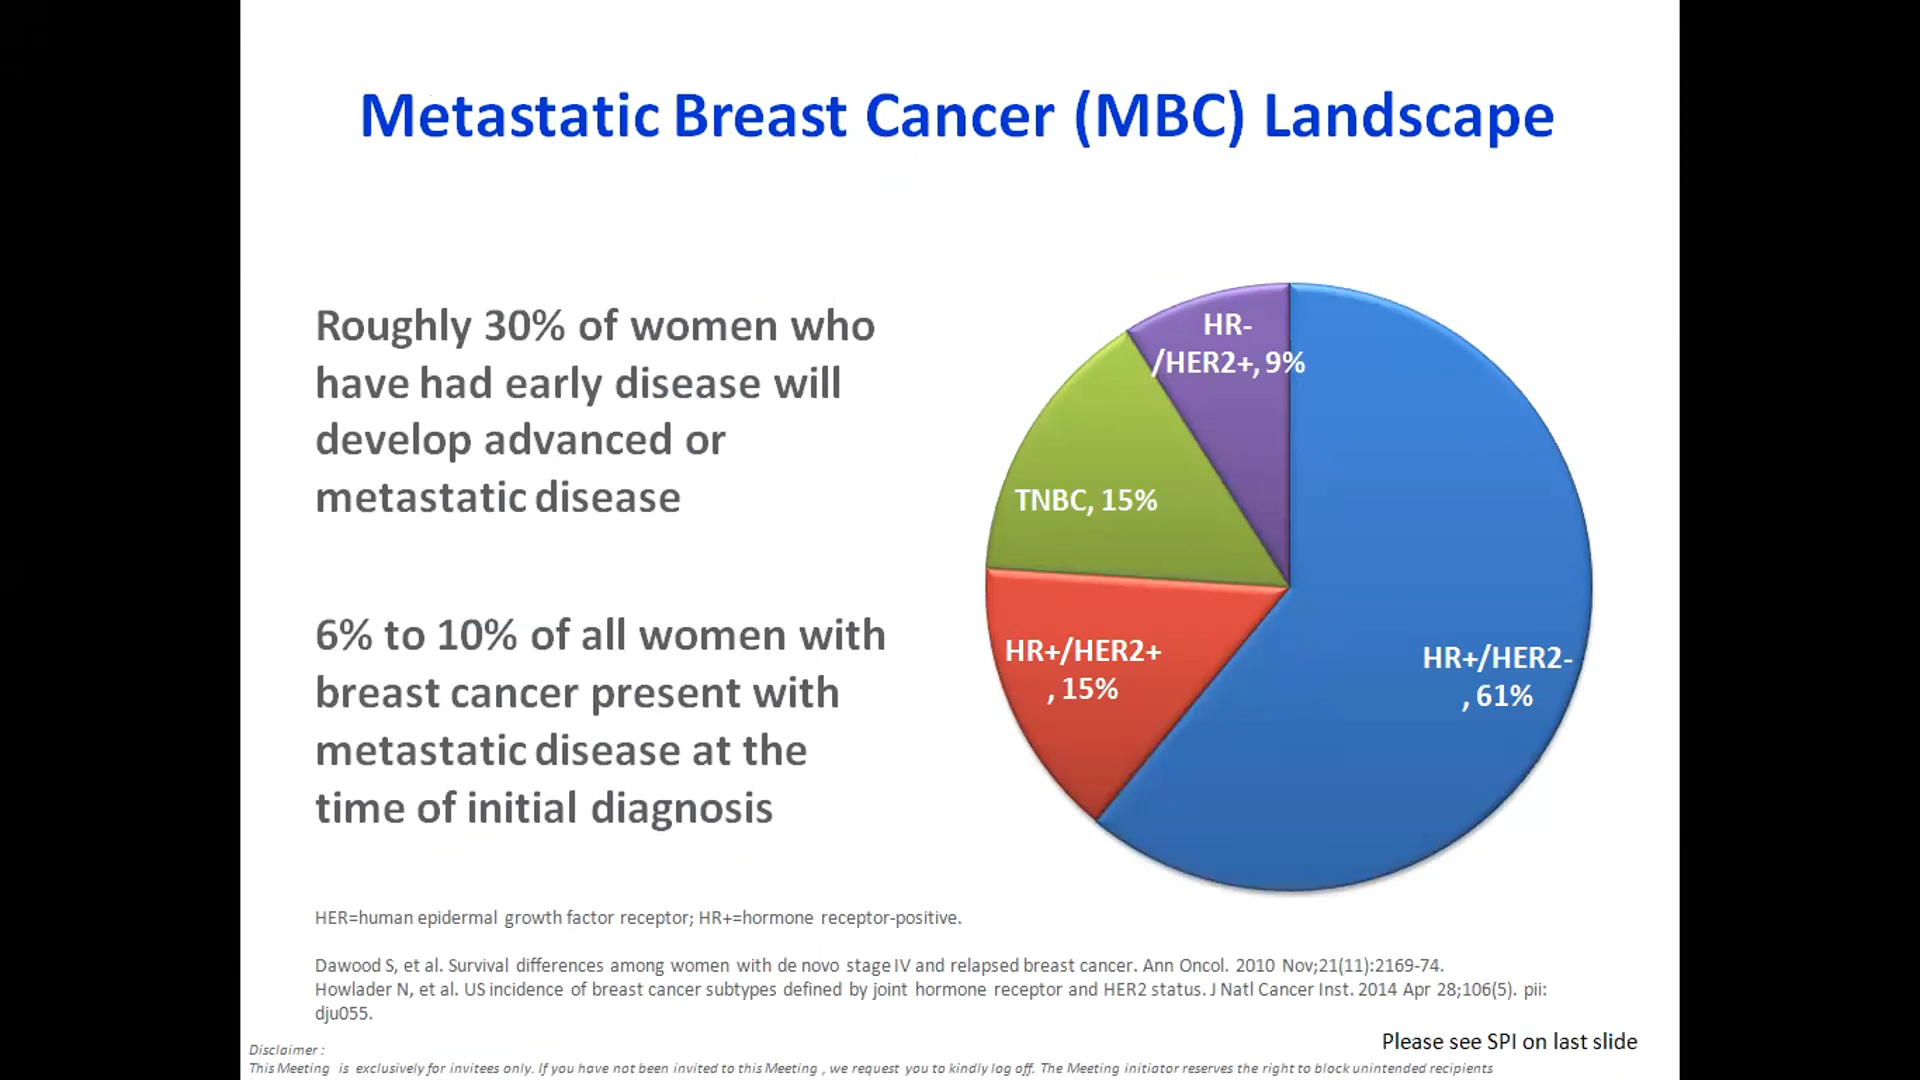 Metastatic Breast Cancer (MBC) Landscape
Roughly 30% of women who
have had early disease will
develop advanced or
metastatic disease
6% to 10% of all women with
breast cancer present with
metastatic disease at the
time of initial diagnosis
HR-
/HER2+, 9%
TNBC, 15%
HR+/HER2+
, 15%
HR+/HER2-
, 61%
HER=human epidermal growth factor receptor; HR+=hormone receptor-positive.
Dawood S, et al. Survival differences among women with de novo stage IV and relapsed breast cancer. Ann Oncol. 2010 Nov;21(11):2169-74.
Howlader N, et al. US incidence of breast cancer subtypes defined by joint hormone receptor and HER2 status. J Natl Cancer Inst. 2014 Apr 28;106(5). pii:
dju055.
Please see SPI on last slide
Disclaimer :
This Meeting is exclusively for invitees only. If you have not been invited to this Meeting , we request you to kindly log off. The Meeting initiator reserves the right to block unintended recipients